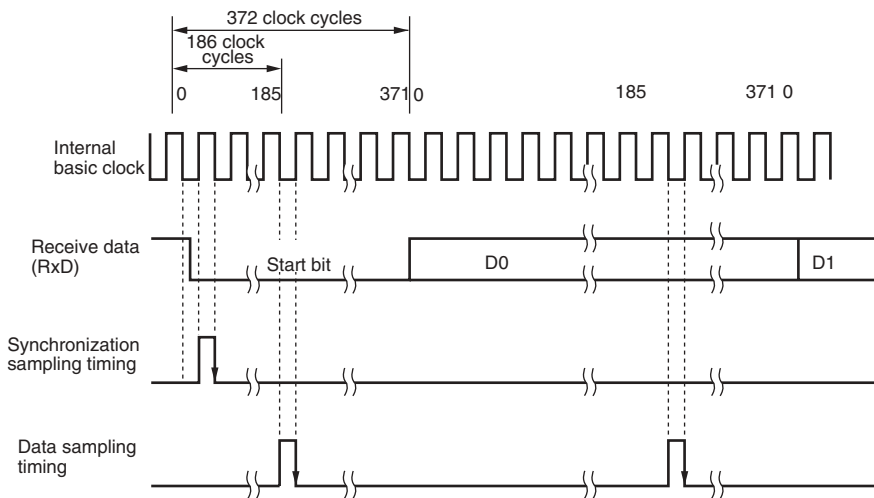 372 clock cycles
186 clock
cycles
0 185 371 0 185 371 0
Internal
basic clock
Receive data
(RxD)
Start bit D0 D1
Synchronization
sampling timing
Data sampling
timing